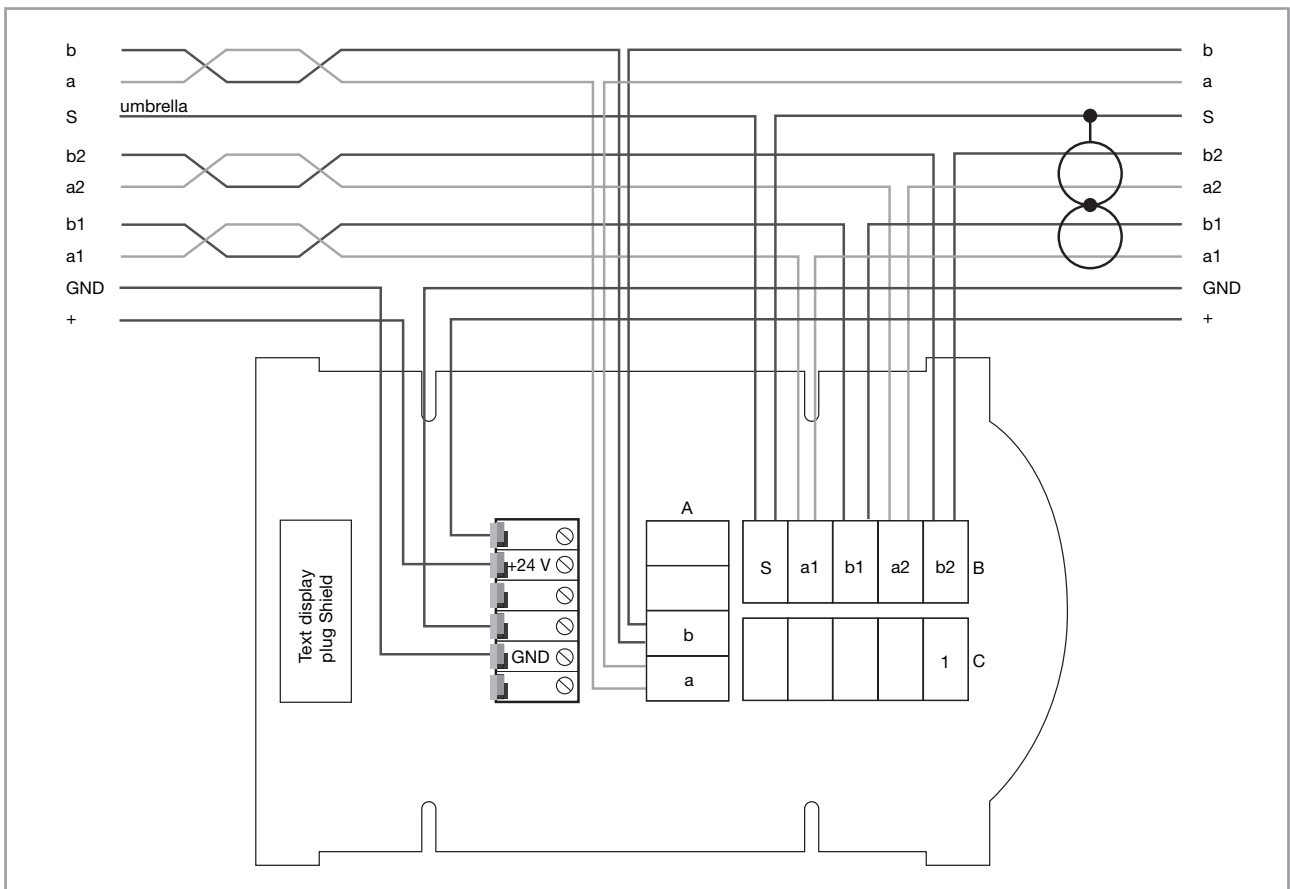 b
a
S
umbrella
b2
a2
b1
a1
GND
+
b
a
S
b2
a2
b1
a1
GND
+
Text display
plug Shield
+24 V
GND
A
b
a
S a1 b1 a2 b2 B
1 C